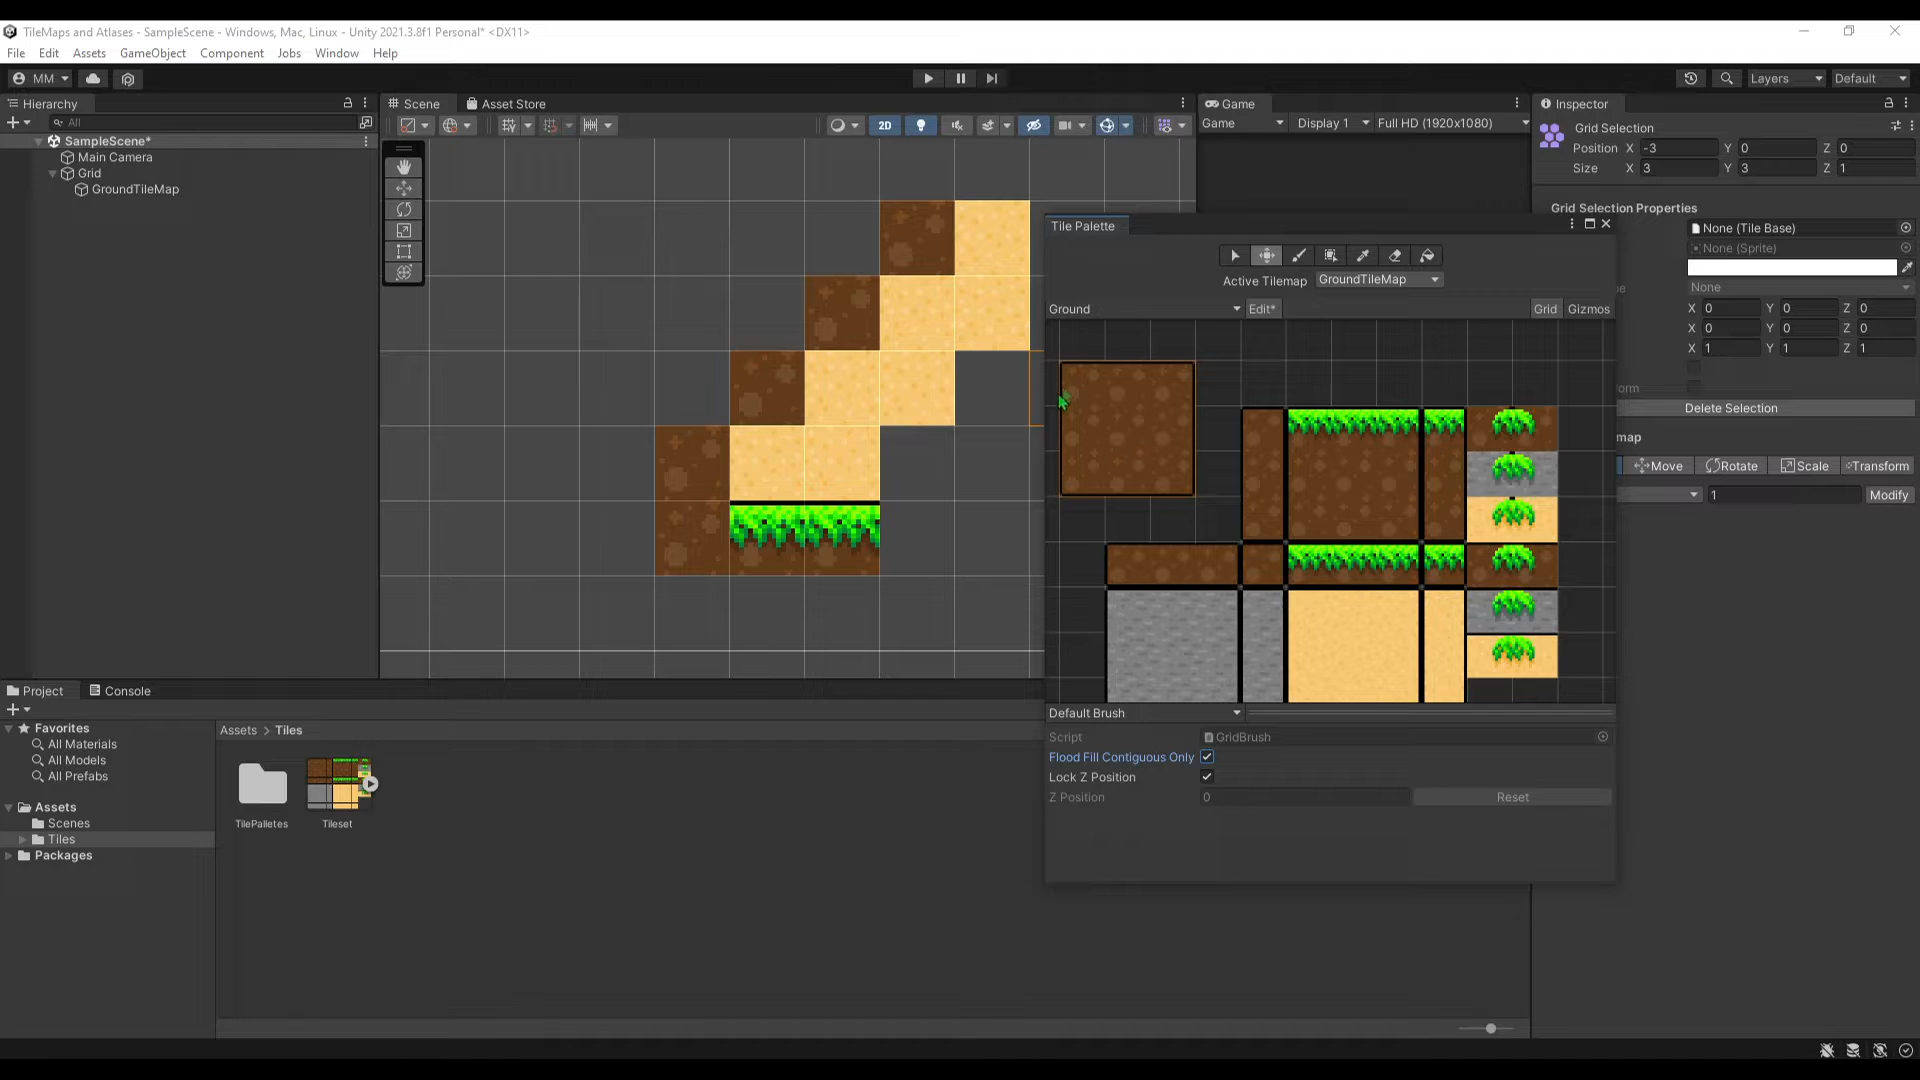 TileMaps and Atlases - SampleScene - Windows, Mac, Linux - Unity 2021.3.8f1 Personal* <DX11>
File Edit Assets GameObject Component Jobs Window Help
MM Layers Default
Hierarchy
All
SampleScene*
Main Camera
Grid
GroundTileMap
Scene Asset Store
2D
Game
Game Display 1 Full HD (1920x1080)
Inspector
Grid Selection
Position X -3 Y 0 Z 0
Size X 3 Y 3 Z 1
Grid Selection Properties
None (Tile Base)
None (Sprite)
None
X 0 Y 0 Z 0
X 0 Y 0 Z 0
X 1 Y 1 Z 1
orm
Delete Selection
map
Move Rotate Scale Transform
1 Modify
Tile Palette
Active Tilemap GroundTileMap
Ground Edit* Grid Gizmos
Default Brush
Script GridBrush
Flood Fill Contiguous Only
Lock Z Position
Z Position 0 Reset
Project Console
Favorites
All Materials
All Models
All Prefabs
Assets
Scenes
Tiles
Packages
Assets > Tiles
TilePalletes Tileset